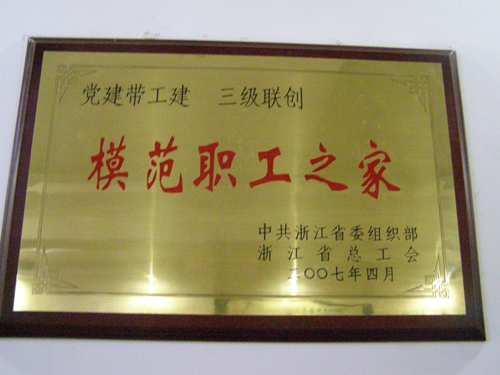 党建带工建 三级联创
模范职工之家
中共浙江省委组织部
浙江省总工会
二〇〇七年四月